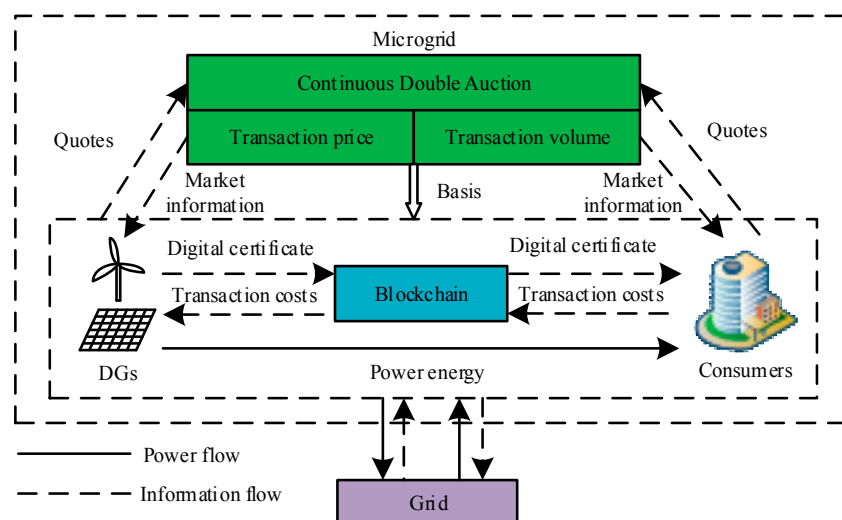 Microgrid
Continuous Double Auction
Transaction price
Transaction volume
Quotes
Quotes
Market
information
Basis
Market
information
Digital certificate
Digital certificate
Blockchain
Transaction costs
Transaction costs
DGs
Power energy
Consumers
Power flow
Information flow
Grid